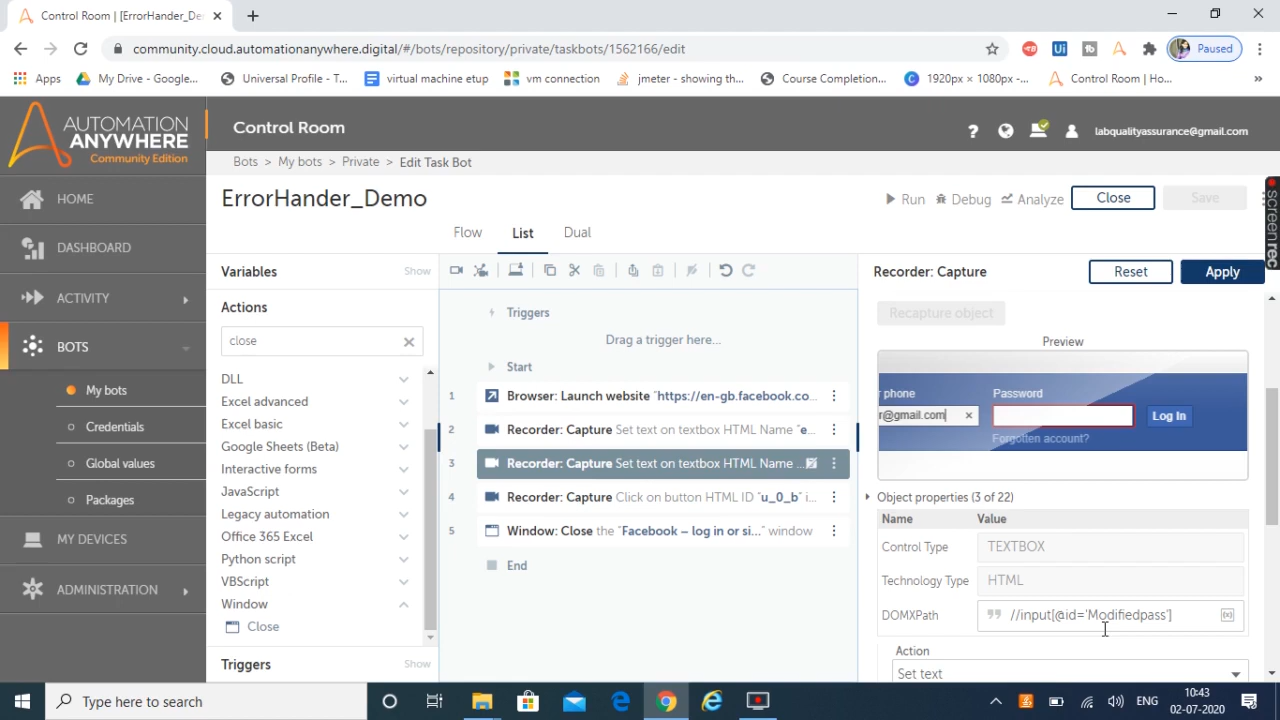 Control Room | [ErrorHander_De
community.cloud.automationanywhere.digital/#/bots/repository/private/taskbots/1562166/edit
Paused
Apps
My Drive - Google...
Universal Profile - T...
virtual machine etup
vm connection
jmeter - showing th...
Course Completion...
1920px × 1080px –...
Control Room | Ho...
AUTOMATION
ANYWHERE
Community Edition
Control Room
labqualityassurance@gmail.com
screenrec
HOME
DASHBOARD
ACTIVITY
BOTS
My bots
Credentials
Global values
Packages
MY DEVICES
ADMINISTRATION
Bots > My bots > Private > Edit Task Bot
ErrorHander_Demo
Run
Debug
Analyze
Close
Save
Flow
List
Dual
Variables
Show
Actions
close
DLL
Excel advanced
Excel basic
Google Sheets (Beta)
Interactive forms
JavaScript
Legacy automation
Office 365 Excel
Python script
VBScript
Window
Close
Triggers
Show
Triggers
Drag a trigger here...
Start
1 Browser: Launch website "https://en-gb.facebook.co...
2 Recorder: Capture Set text on textbox HTML Name "e...
3 Recorder: Capture Set text on textbox HTML Name ...
4 Recorder: Capture Click on button HTML ID "u_0_b" i...
5 Window: Close the "Facebook – log in or si..." window
End
Recorder: Capture
Reset
Apply
Recapture object
Preview
r phone
Password
r@gmail.com
Log In
Forgotten account?
Object properties (3 of 22)
Name Value
Control Type TEXTBOX
Technology Type HTML
DOMXPath //input[@id='Modifiedpass']
Action
Set text
Type here to search
ENG
10:43
02-07-2020